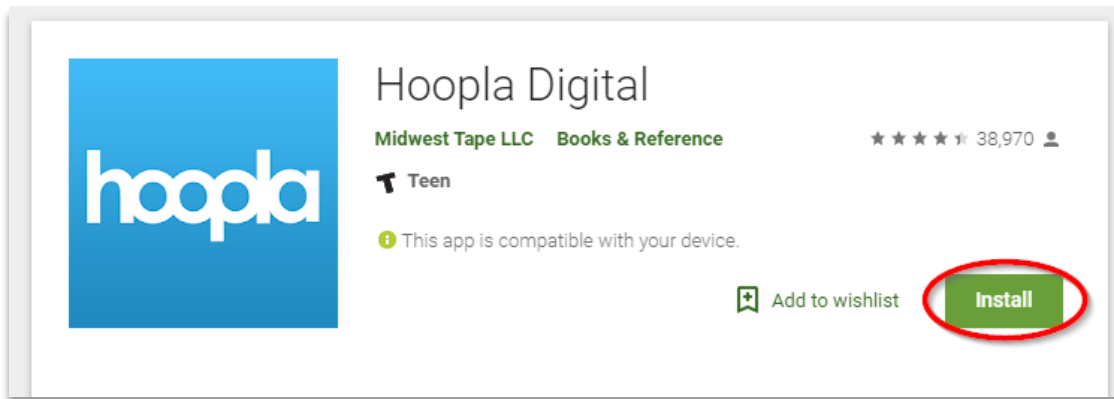 hoopla
Hoopla Digital
Midwest Tape LLC Books & Reference 38,970
Teen
This app is compatible with your device.
Add to wishlist Install